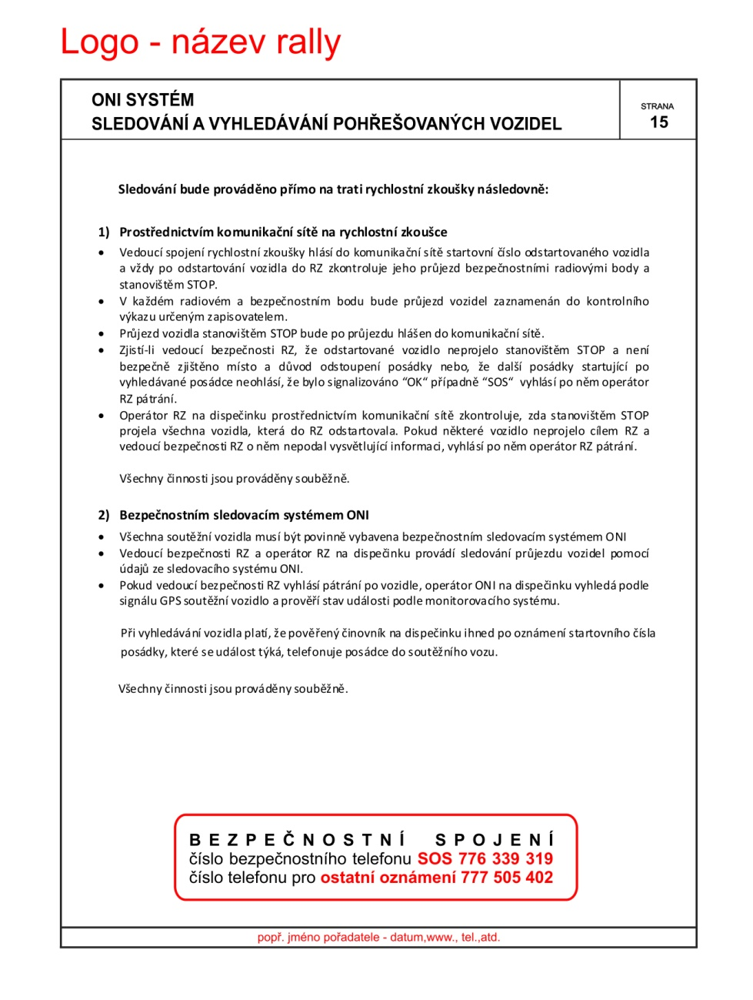 Logo - název rally
ONI SYSTÉM
SLEDOVÁNÍ A VYHLEDÁVÁNÍ POHŘEŠOVANÝCH VOZIDEL
STRANA
15
Sledování bude prováděno přímo na trati rychlostní zkoušky následovně:
1) Prostřednictvím komunikační sítě na rychlostní zkoušce
• Vedoucí spojení rychlostní zkoušky hlásí do komunikační sítě startovní číslo odstartovaného vozidla
a vždy po odstartování vozidla do RZ zkontroluje jeho průjezd bezpečnostními radiovými body a
stanovištěm STOP.
• V každém radiovém a bezpečnostním bodu bude průjezd vozidel zaznamenán do kontrolního
výkazu určeným zapisovatelem.
• Průjezd vozidla stanovištěm STOP bude po průjezdu hlášen do komunikační sítě.
• Zjistí-li vedoucí bezpečnosti RZ, že odstartované vozidlo neprojelo stanovištěm STOP a není
bezpečně zjištěno místo a důvod odstoupení posádky nebo, že další posádky startující po
vyhledávané posádce neohlásí, že bylo signalizováno “OK“ případně “SOS“ vyhlásí po něm operátor
RZ pátrání.
• Operátor RZ na dispečinku prostřednictvím komunikační sítě zkontroluje, zda stanovištěm STOP
projela všechna vozidla, která do RZ odstartovala. Pokud některé vozidlo neprojelo cílem RZ a
vedoucí bezpečnosti RZ o něm nepodal vysvětlující informaci, vyhlásí po něm operátor RZ pátrání.
Všechny činnosti jsou prováděny souběžně.
2) Bezpečnostním sledovacím systémem ONI
• Všechna soutěžní vozidla musí být povinně vybavena bezpečnostním sledovacím systémem ONI
• Vedoucí bezpečnosti RZ a operátor RZ na dispečinku provádí sledování průjezdu vozidel pomocí
údajů ze sledovacího systému ONI.
• Pokud vedoucí bezpečnosti RZ vyhlásí pátrání po vozidle, operátor ONI na dispečinku vyhledá podle
signálu GPS soutěžní vozidlo a prověří stav události podle monitorovacího systému.
Při vyhledávání vozidla platí, že pověřený činovník na dispečinku ihned po oznámení startovního čísla
posádky, které se událost týká, telefonuje posádce do soutěžního vozu.
Všechny činnosti jsou prováděny souběžně.
BEZPEČNOSTNÍ SPOJENÍ
číslo bezpečnostního telefonu SOS 776 339 319
číslo telefonu pro ostatní oznámení 777 505 402
popř. jméno pořadatele - datum,www., tel.,atd.